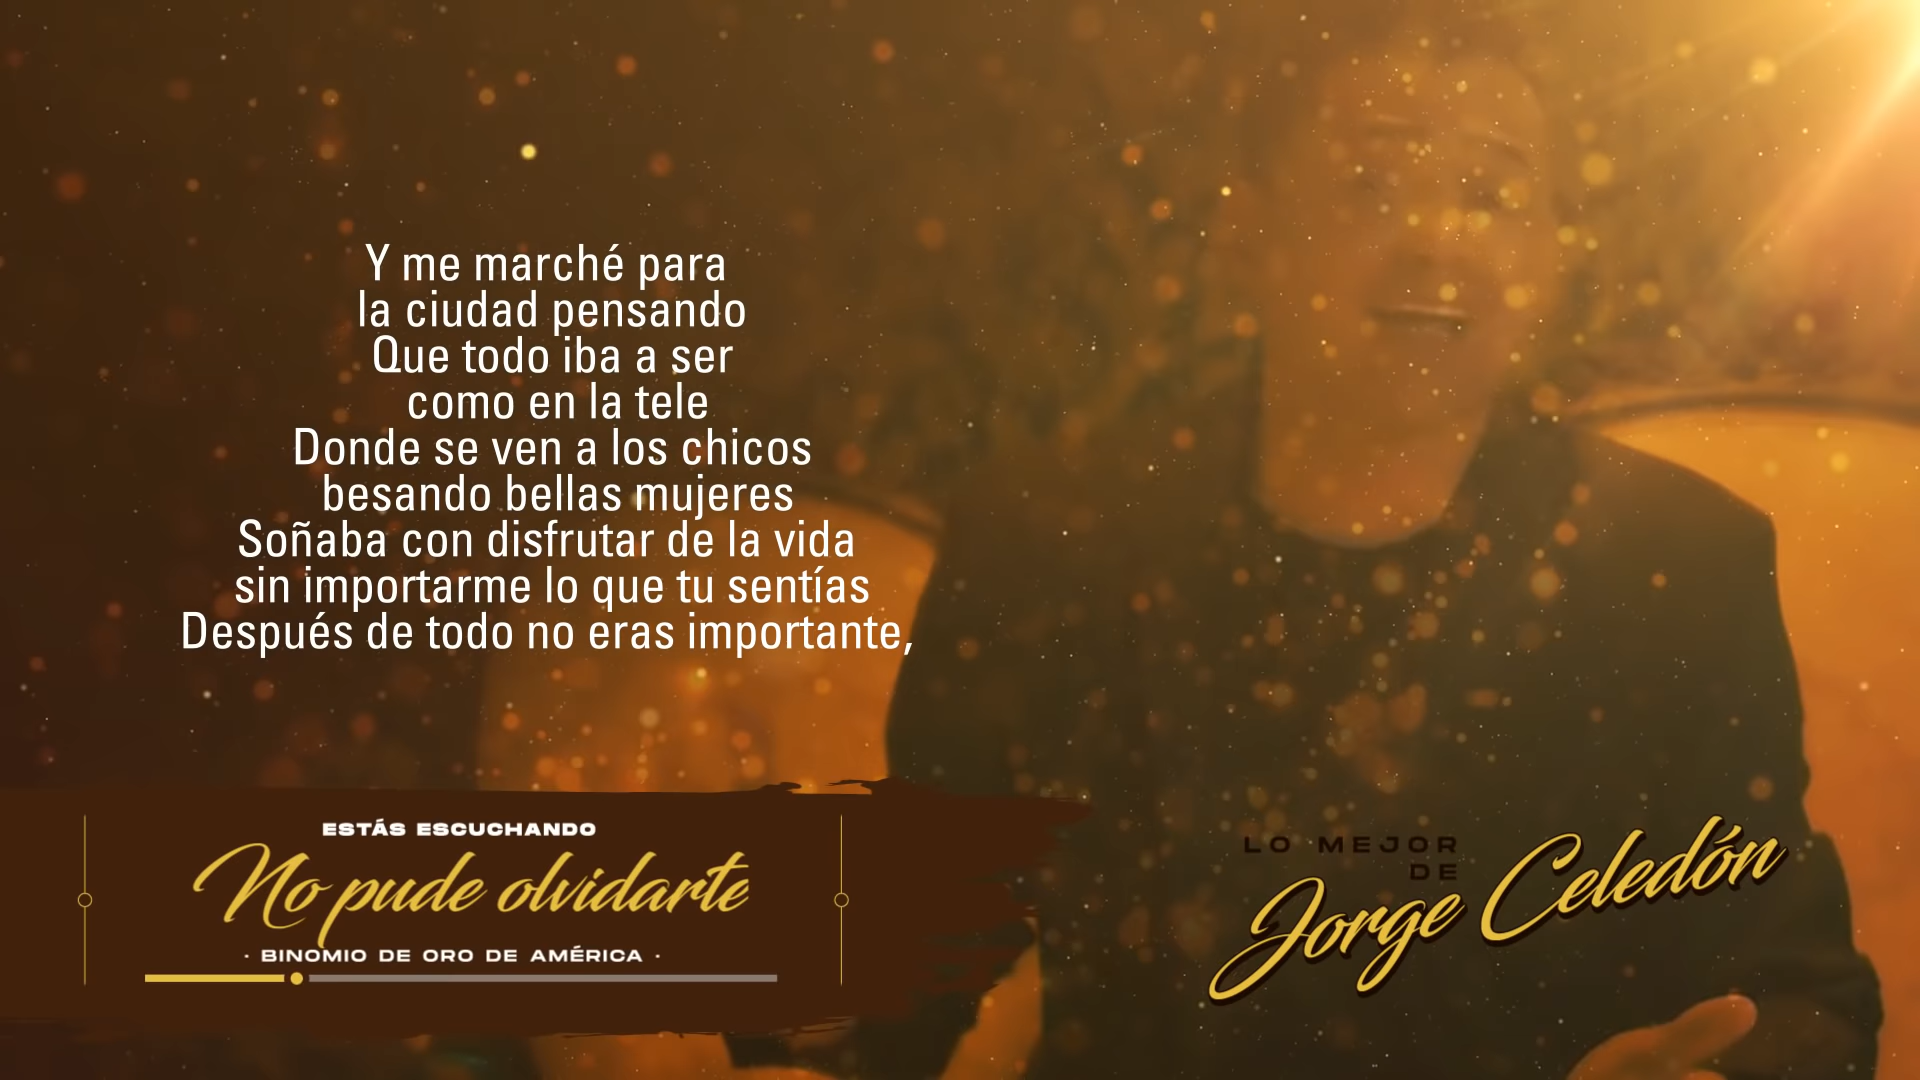 Y me marché para
la ciudad pensando
Que todo iba a ser
como en la tele
Donde se ven a los chicos
besando bellas mujeres
Soñaba con disfrutar de la vida
sin importarme lo que tu sentías
Después de todo no eras importante,
ESTÁS ESCUCHANDO
No pude olvidarte
· BINOMIO DE ORO DE AMÉRICA ·
LO MEJOR
DE
Jorge Celedón